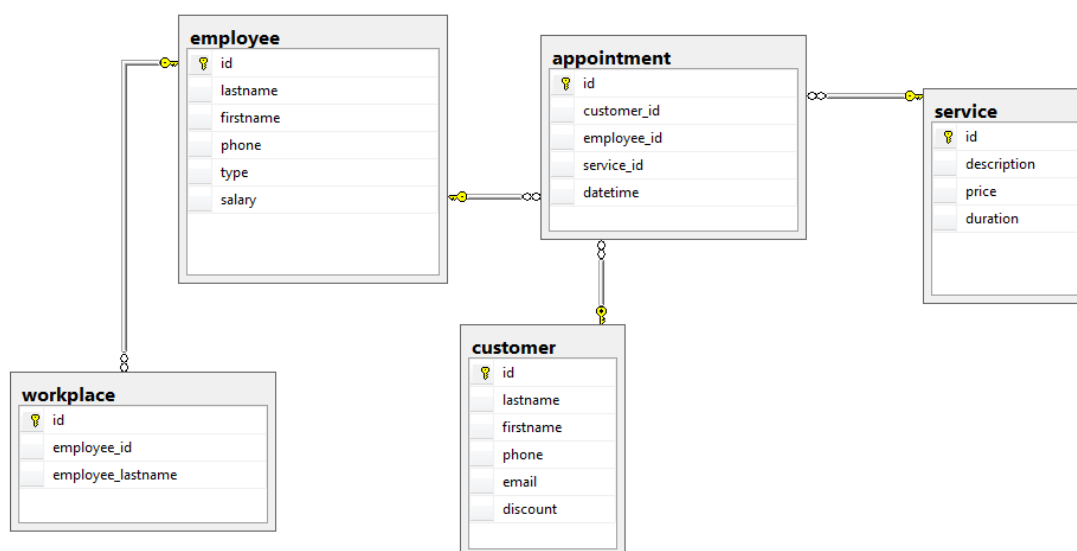 employee
id
lastname
firstname
phone
type
salary
appointment
id
customer_id
employee_id
service_id
datetime
service
id
description
price
duration
workplace
id
employee_id
employee_lastname
customer
id
lastname
firstname
phone
email
discount